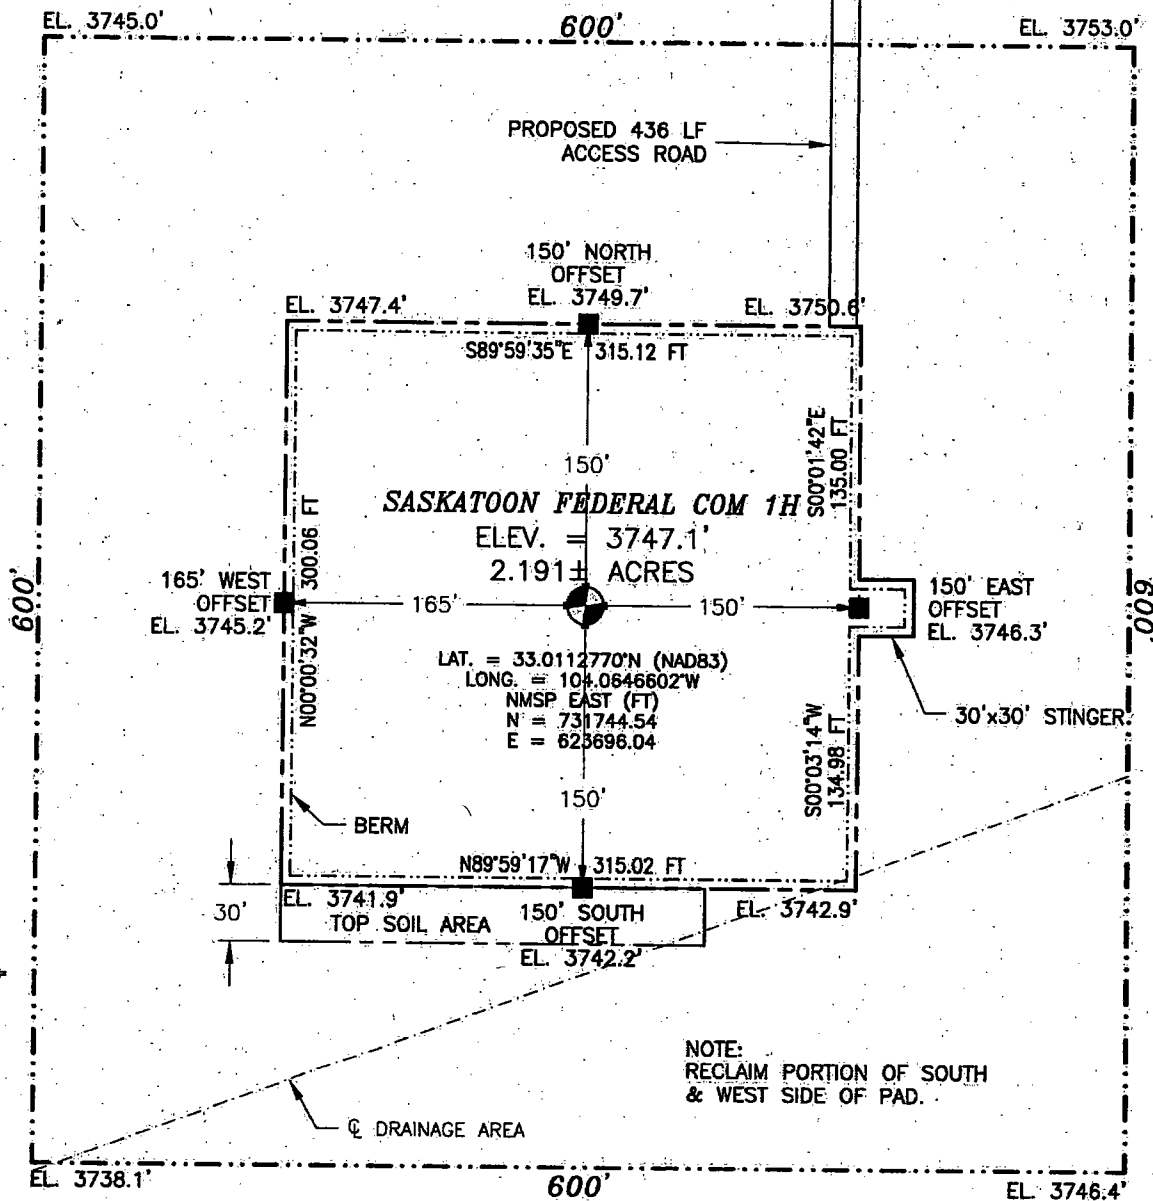 EL. 3745.0'
600'
EL. 3753.0'
PROPOSED 436 LF
ACCESS ROAD
150' NORTH
OFFSET
EL. 3749.7'
EL. 3747.4'
EL. 3750.6'
S89°59'35"E 315.12 FT
S00°01'42"E
135.00 FT
150'
SASKATOON FEDERAL COM 1H
ELEV. = 3747.1'
2.191± ACRES
N00°00'32"W 300.06 FT
600'
165' WEST
OFFSET
EL. 3745.2'
165'
150'
150' EAST
OFFSET
EL. 3746.3'
600'
LAT. = 33.0112770°N (NAD83)
LONG. = 104.0646602°W
NMSP EAST (FT)
N = 731744.54
E = 623696.04
30'x30' STINGER
S00°03'14"W
134.98 FT
150'
BERM
N89°59'17"W 315.02 FT
30'
EL. 3741.9'
TOP SOIL AREA
150' SOUTH
OFFSET
EL. 3742.2'
EL. 3742.9'
NOTE:
RECLAIM PORTION OF SOUTH
& WEST SIDE OF PAD.
℄ DRAINAGE AREA
EL. 3738.1'
600'
EL. 3746.4'